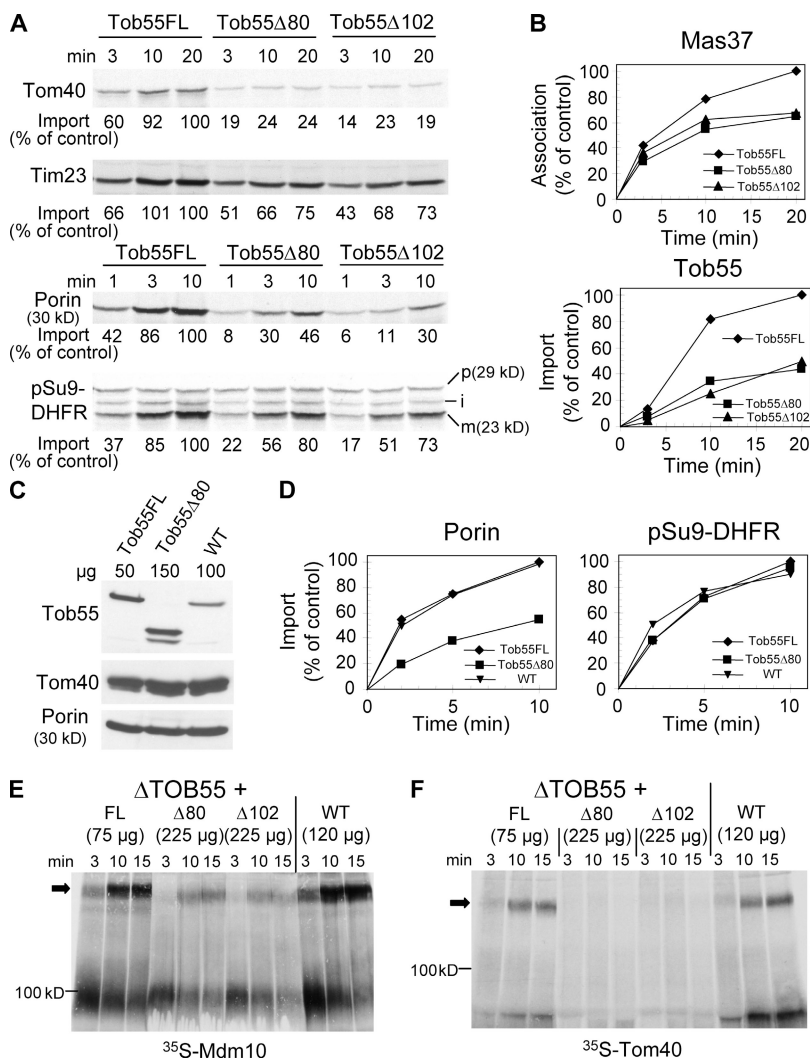 A
Tob55FL Tob55Δ80 Tob55Δ102
min 3 10 20 3 10 20 3 10 20
Tom40
Import 60 92 100 19 24 24 14 23 19
(% of control)
Tim23
Import 66 101 100 51 66 75 43 68 73
(% of control)
Tob55FL Tob55Δ80 Tob55Δ102
min 1 3 10 1 3 10 1 3 10
Porin
(30 kD)
Import 42 86 100 8 30 46 6 11 30
(% of control)
pSu9-
DHFR
p(29 kD)
i
m(23 kD)
Import 37 85 100 22 56 80 17 51 73
(% of control)
B
Mas37
Association
(% of control)
100
80
60
40
20
0
Tob55FL
Tob55Δ80
Tob55Δ102
0 5 10 15 20
Time (min)
Tob55
Import
(% of control)
100
80
60
40
20
0
Tob55FL
Tob55Δ80
Tob55Δ102
0 5 10 15 20
Time (min)
C
Tob55FL Tob55Δ80 WT
µg 50 150 100
Tob55
Tom40
Porin
(30 kD)
D
Porin
Import
(% of control)
100
80
60
40
20
0
Tob55FL
Tob55Δ80
WT
0 5 10
Time (min)
pSu9-DHFR
100
80
60
40
20
0
Tob55FL
Tob55Δ80
WT
0 5 10
Time (min)
E
ΔTOB55 +
FL Δ80 Δ102 WT
(75 µg) (225 µg) (225 µg) (120 µg)
min 3 10 15 3 10 15 3 10 15 3 10 15
100 kD
³⁵S-Mdm10
F
ΔTOB55 +
FL Δ80 Δ102 WT
(75 µg) (225 µg) (225 µg) (120 µg)
min 3 10 15 3 10 15 3 10 15 3 10 15
100 kD
³⁵S-Tom40